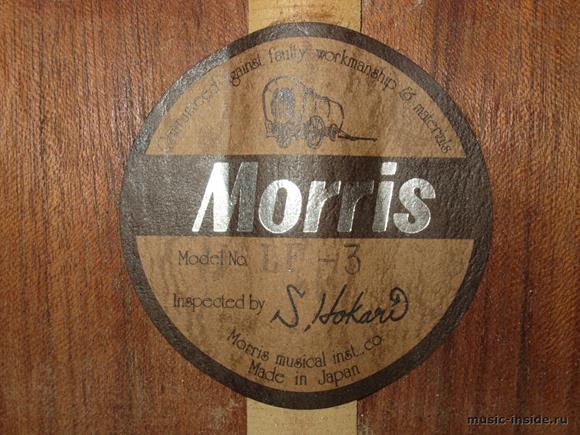 Guaranteed against faulty workmanship & materials
Morris
Model No. LF-3
Inspected by S. Hokari
Morris musical inst., co
Made in Japan
music-inside.ru